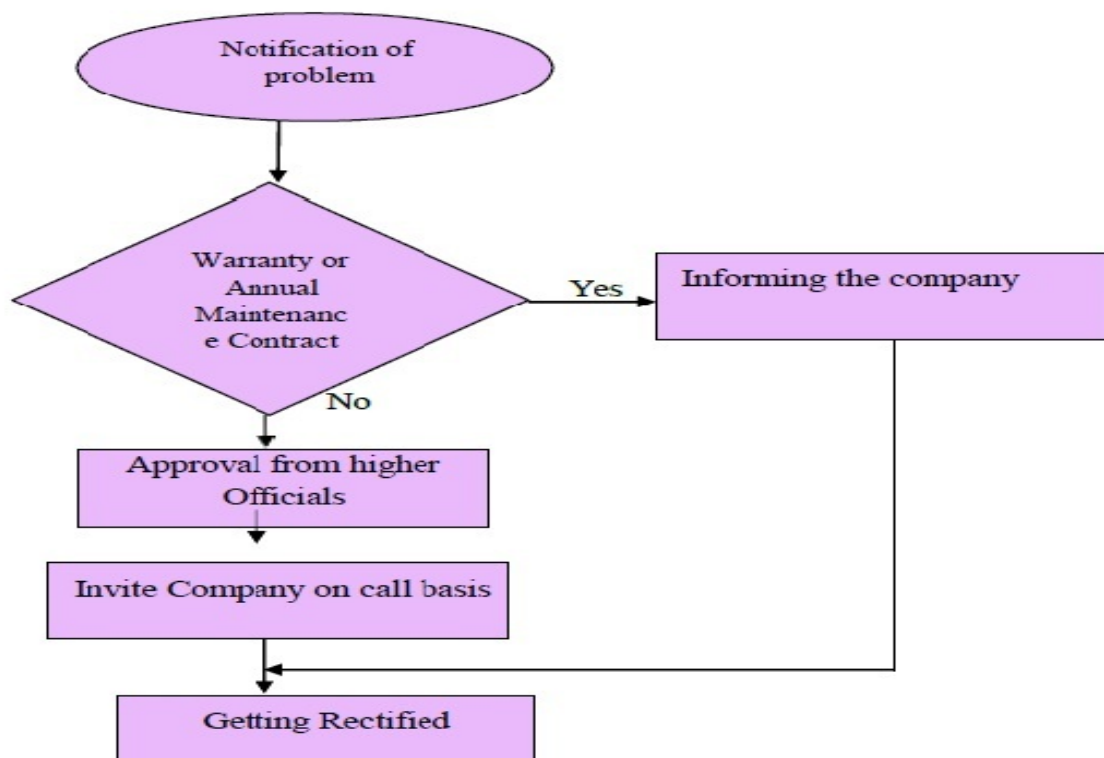 Notification of
problem
Warranty or
Annual
Maintenanc
e Contract
Yes
Informing the company
No
Approval from higher
Officials
Invite Company on call basis
Getting Rectified